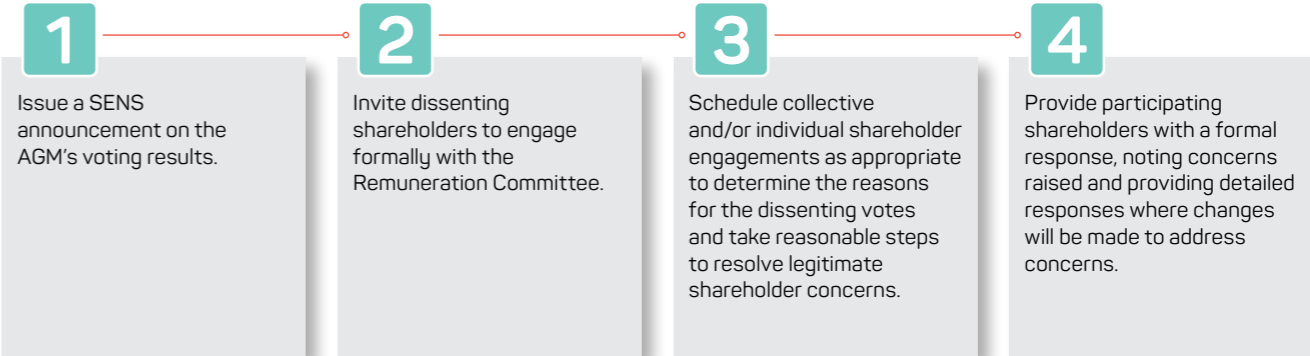 1
Issue a SENS
announcement on the
AGM's voting results.
2
Invite dissenting
shareholders to engage
formally with the
Remuneration Committee.
3
Schedule collective
and/or individual shareholder
engagements as appropriate
to determine the reasons
for the dissenting votes
and take reasonable steps
to resolve legitimate
shareholder concerns.
4
Provide participating
shareholders with a formal
response, noting concerns
raised and providing detailed
responses where changes
will be made to address
concerns.